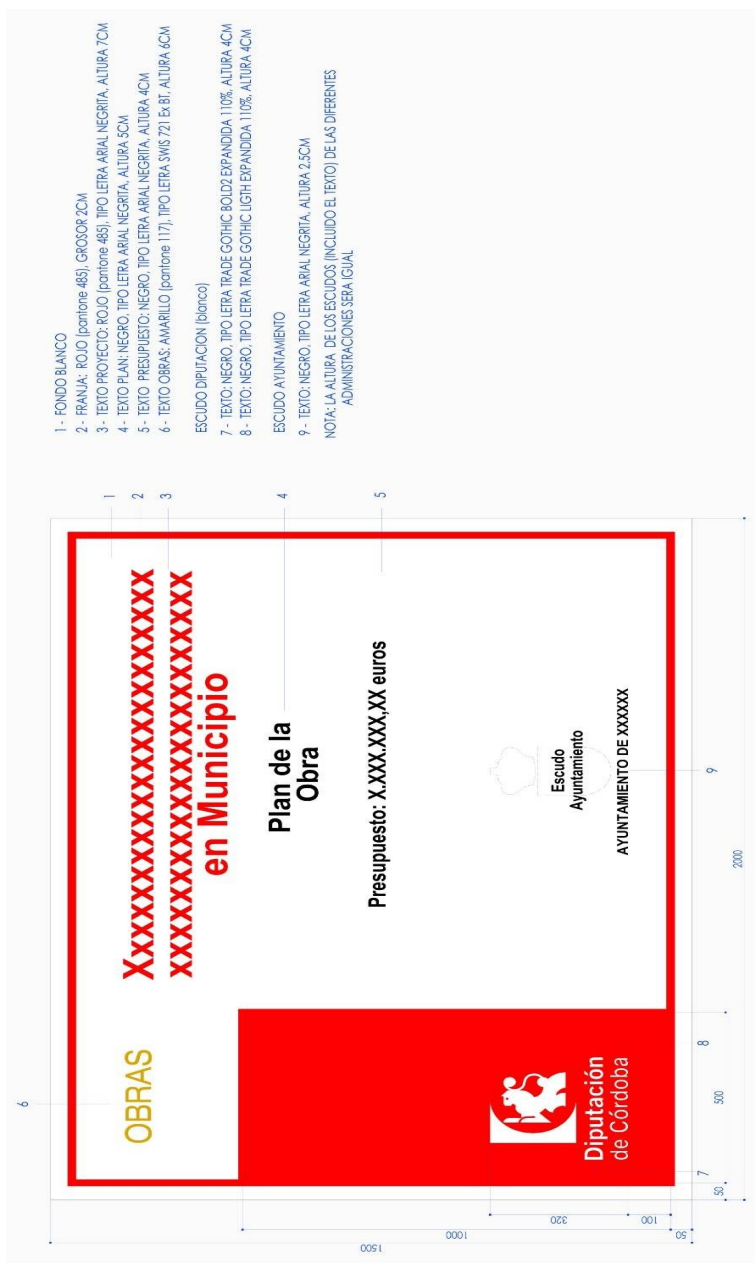 OBRAS
Xxxxxxxxxxxxxxxxxxxxxx
xxxxxxxxxxxxxxxxxxxxxx
en Municipio
Plan de la
Obra
Presupuesto: X.XXX.XXX,XX euros
Escudo
Ayuntamiento
AYUNTAMIENTO DE XXXXXX
Diputación
de Córdoba
6
1
2
3
4
5
7
8
9
50
500
2000
1500
1000
320
100
50
1 - FONDO BLANCO
2 - FRANJA: ROJO (pantone 485), GROSOR 2CM
3 - TEXTO PROYECTO: ROJO (pantone 485), TIPO LETRA ARIAL NEGRITA, ALTURA 7CM
4 - TEXTO PLAN: NEGRO, TIPO LETRA ARIAL NEGRITA, ALTURA 5CM
5 - TEXTO PRESUPUESTO: NEGRO, TIPO LETRA ARIAL NEGRITA, ALTURA 4CM
6 - TEXTO OBRAS: AMARILLO (pantone 117), TIPO LETRA SWIS 721 Ex BT, ALTURA 6CM
ESCUDO DIPUTACION (blanco)
7 - TEXTO: NEGRO, TIPO LETRA TRADE GOTHIC BOLD2 EXPANDIDA 110%, ALTURA 4CM
8 - TEXTO: NEGRO, TIPO LETRA TRADE GOTHIC LIGTH EXPANDIDA 110%, ALTURA 4CM
ESCUDO AYUNTAMIENTO
9 - TEXTO: NEGRO, TIPO LETRA ARIAL NEGRITA, ALTURA 2,5CM
NOTA: LA ALTURA DE LOS ESCUDOS (INCLUIDO EL TEXTO) DE LAS DIFERENTES
ADMINISTRACIONES SERA IGUAL